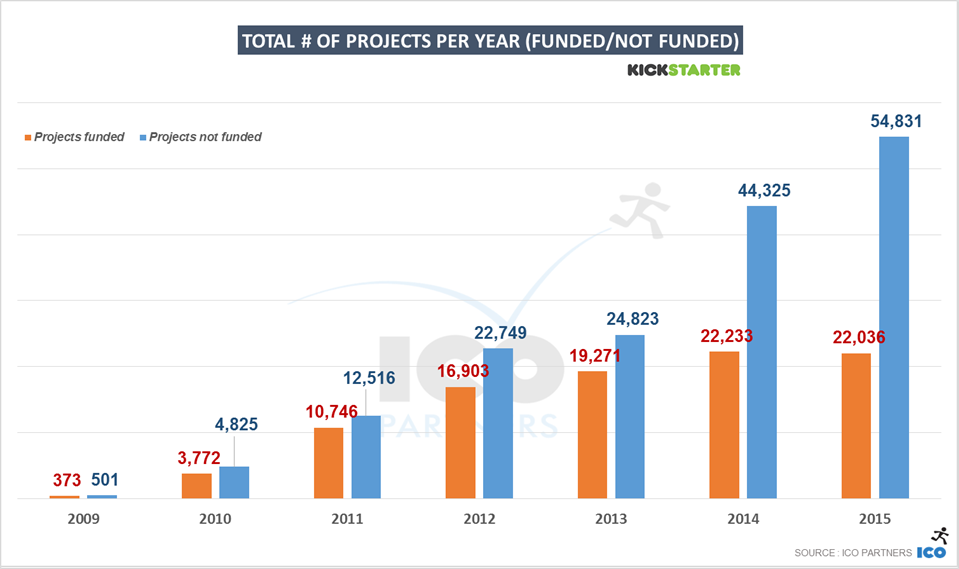 TOTAL # OF PROJECTS PER YEAR (FUNDED/NOT FUNDED)
KICKSTARTER
Projects funded Projects not funded
54,831
44,325
22,749
24,823
22,233
22,036
19,271
16,903
12,516
10,746
4,825
3,772
373 501
ICO
PARTNERS
2009 2010 2011 2012 2013 2014 2015
SOURCE : ICO PARTNERS ICO